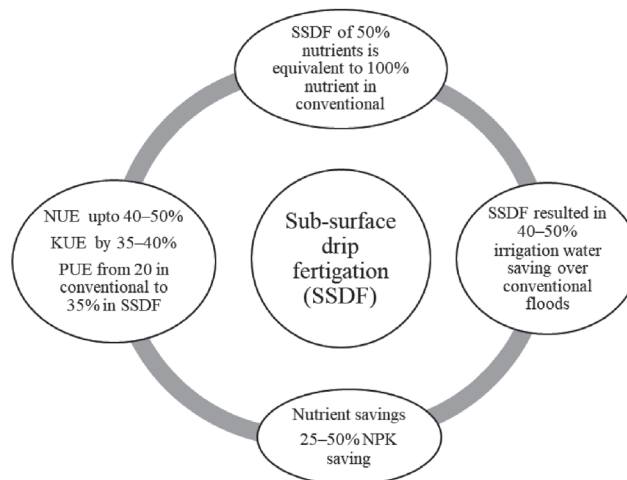 SSDF of 50%
nutrients is
equivalent to 100%
nutrient in
conventional
NUE upto 40–50%
KUE by 35–40%
PUE from 20 in
conventional to
35% in SSDF
Sub-surface
drip
fertigation
(SSDF)
SSDF resulted in
40–50%
irrigation water
saving over
conventional
floods
Nutrient savings
25–50% NPK
saving